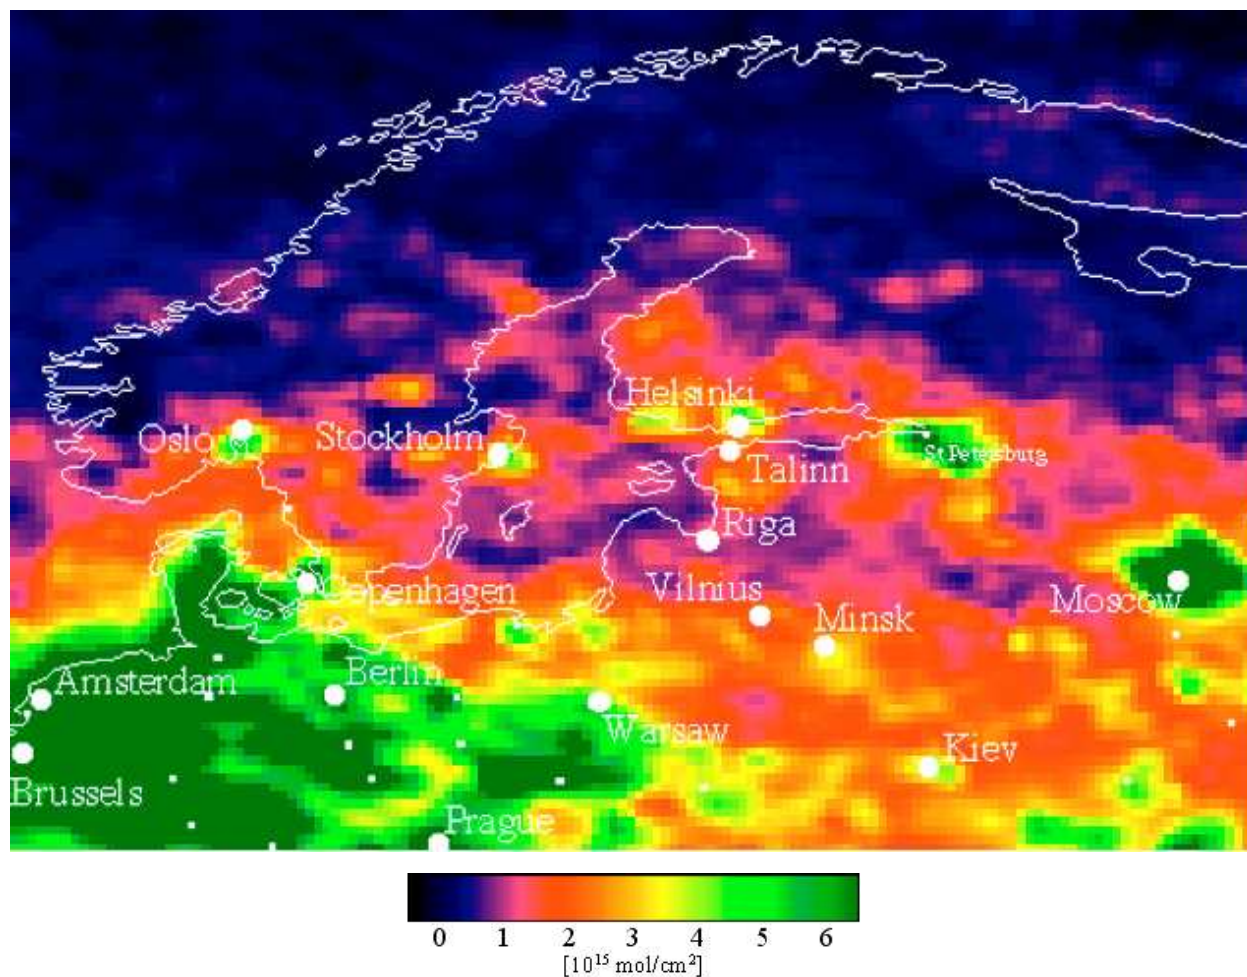 Helsinki
Oslo
Stockholm
St Petersburg
Talinn
Riga
Copenhagen
Vilnius
Moscow
Minsk
Amsterdam
Berlin
Warsaw
Kiev
Brussels
Prague
0 1 2 3 4 5 6
[10¹⁵ mol/cm²]